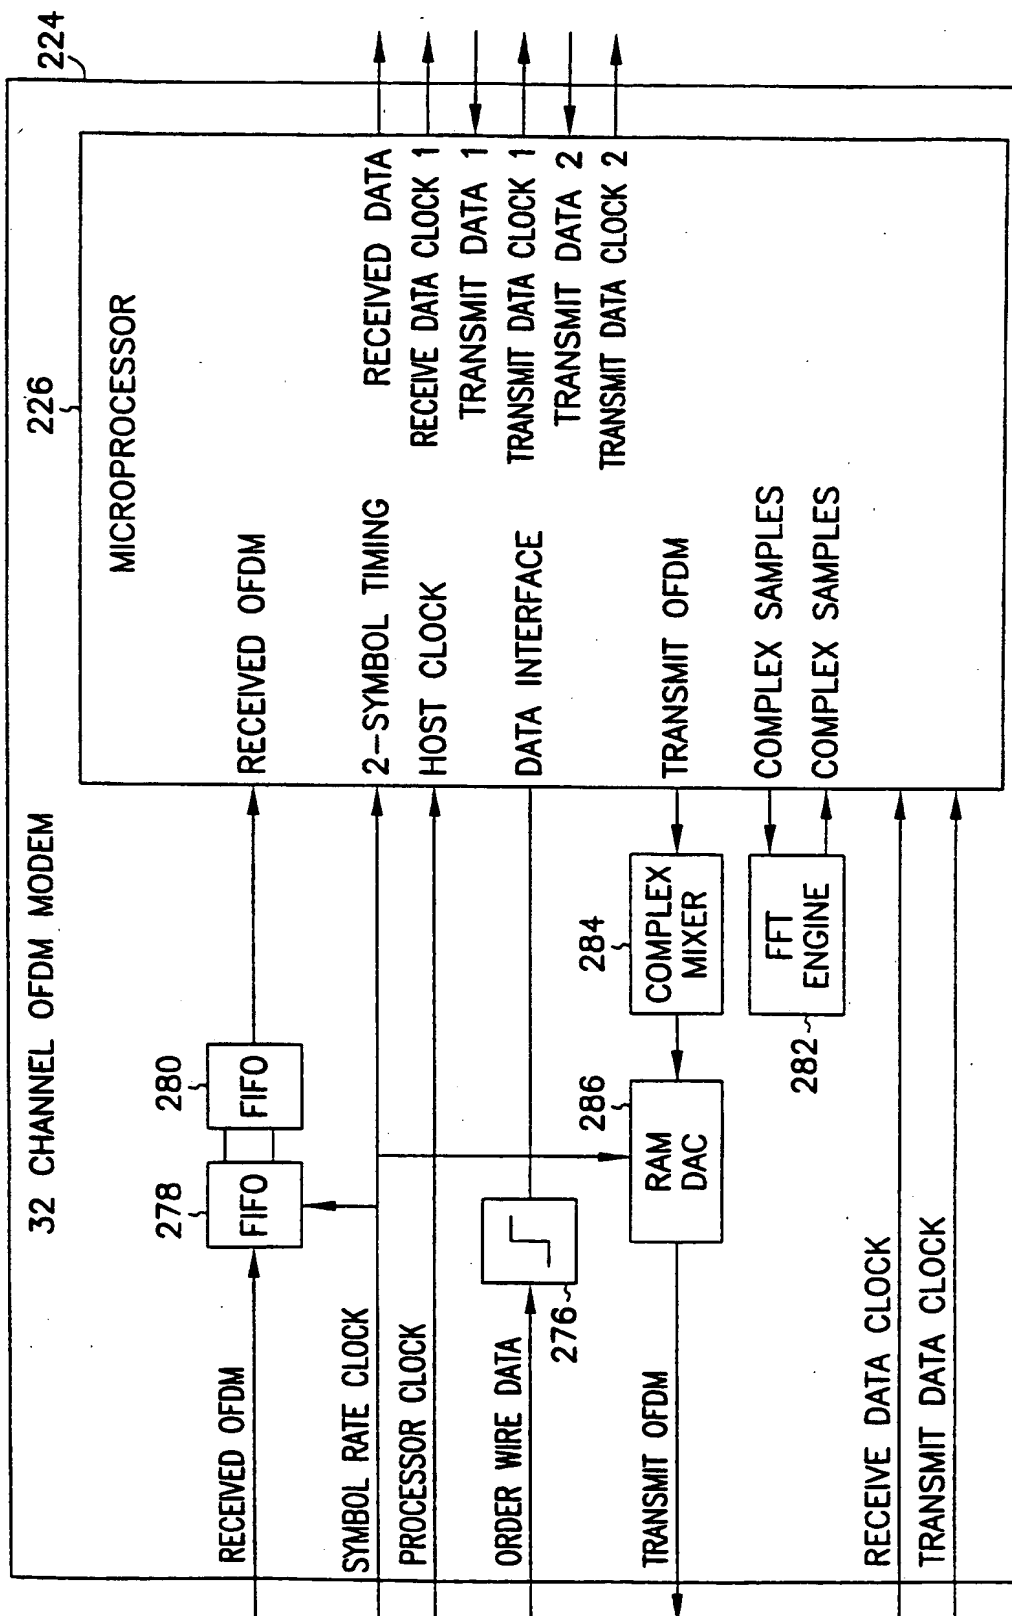 32 CHANNEL OFDM MODEM
224
226
MICROPROCESSOR
RECEIVED OFDM
278
FIFO
280
FIFO
RECEIVED OFDM
SYMBOL RATE CLOCK
2-SYMBOL TIMING
RECEIVED DATA
PROCESSOR CLOCK
HOST CLOCK
RECEIVE DATA CLOCK 1
TRANSMIT DATA 1
ORDER WIRE DATA
276
DATA INTERFACE
TRANSMIT DATA CLOCK 1
TRANSMIT DATA 2
TRANSMIT DATA CLOCK 2
TRANSMIT OFDM
286
RAM
DAC
284
COMPLEX
MIXER
TRANSMIT OFDM
282
FFT
ENGINE
COMPLEX SAMPLES
COMPLEX SAMPLES
RECEIVE DATA CLOCK
TRANSMIT DATA CLOCK